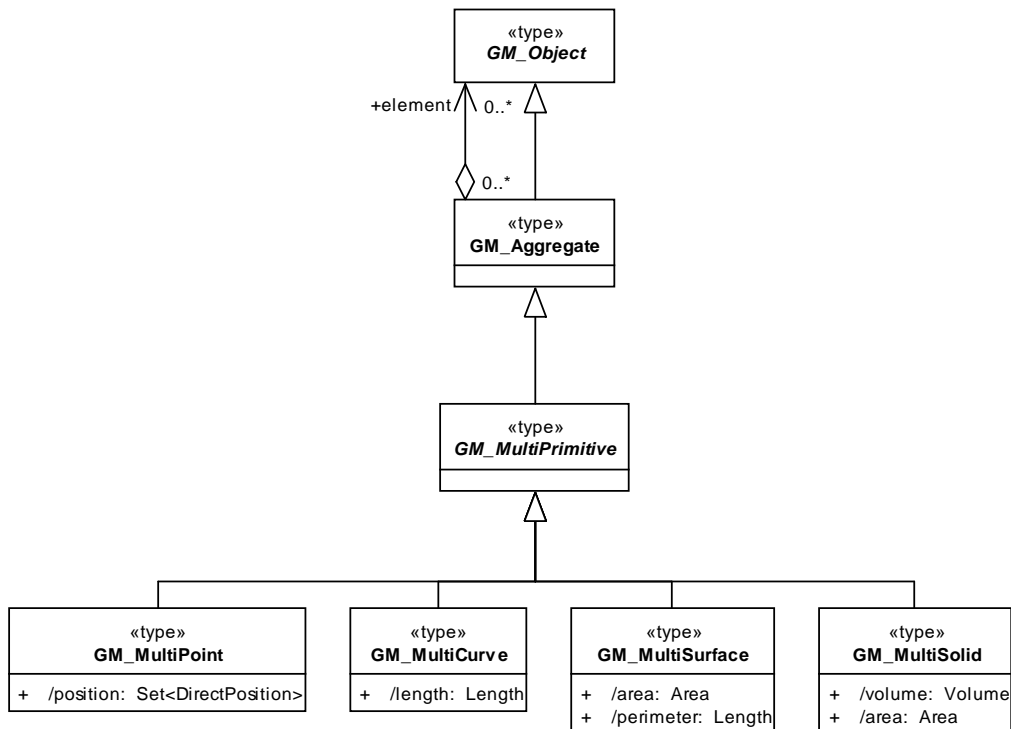 «type»
GM_Object
+element
0..*
0..*
«type»
GM_Aggregate
«type»
GM_MultiPrimitive
«type»
GM_MultiPoint
+ /position: Set<DirectPosition>
«type»
GM_MultiCurve
+ /length: Length
«type»
GM_MultiSurface
+ /area: Area
+ /perimeter: Length
«type»
GM_MultiSolid
+ /volume: Volume
+ /area: Area